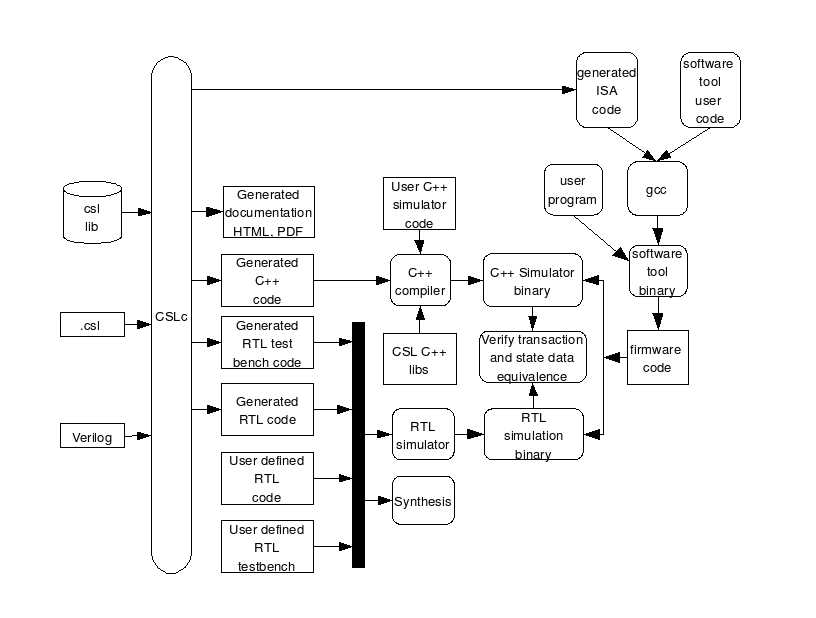 generated
ISA
code
software
tool
user
code
csl
lib
.csl
Verilog
CSLc
Generated
documentation
HTML, PDF
Generated
C++
code
Generated
RTL test
bench code
Generated
RTL code
User defined
RTL
code
User defined
RTL
testbench
User C++
simulator
code
C++
compiler
CSL C++
libs
RTL
simulator
Synthesis
C++ Simulator
binary
Verify transaction
and state data
equivalence
RTL
simulation
binary
user
program
gcc
software
tool
binary
firmware
code